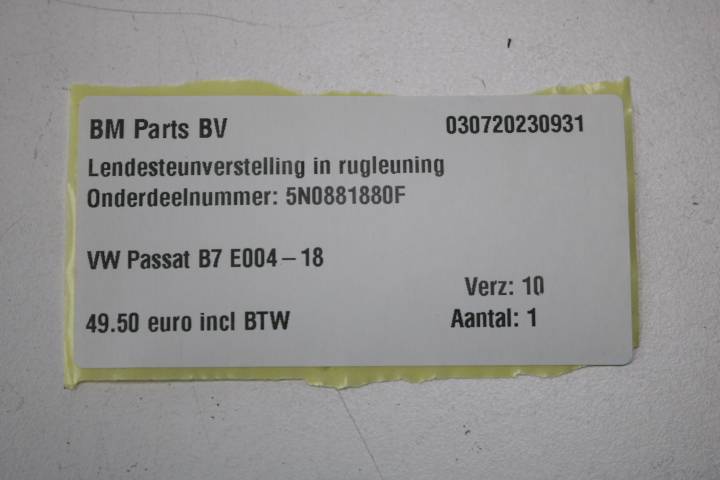 BM Parts BV 030720230931
Lendesteunverstelling in rugleuning
Onderdeelnummer: 5N0881880F
VW Passat B7 E004-18
Verz: 10
49.50 euro incl BTW Aantal: 1